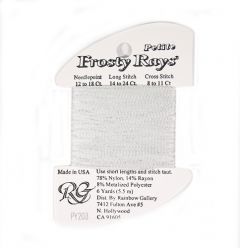 Petite
Frosty Rays®
Needlepoint Long Stitch Cross Stitch
12 to 18 Ct. 14 to 24 Ct. 8 to 11 Ct.
Made in USA
RG
PY203
Use short lengths and stitch taut.
78% Nylon, 14% Rayon
8% Metalized Polyester
6 Yards (5.5 m)
Dist. By Rainbow Gallery
7412 Fulton Ave #5
N. Hollywood
CA 91605